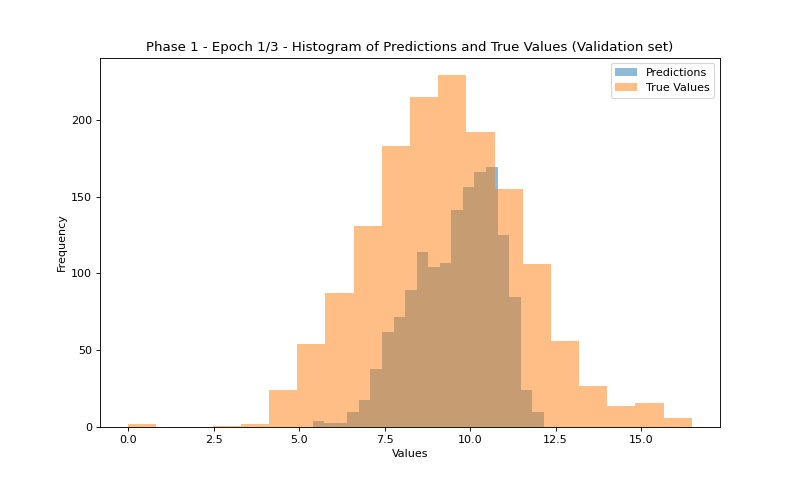 Phase 1 - Epoch 1/3 - Histogram of Predictions and True Values (Validation set)
Predictions
True Values
200
150
100
50
0
Frequency
0.0 2.5 5.0 7.5 10.0 12.5 15.0
Values